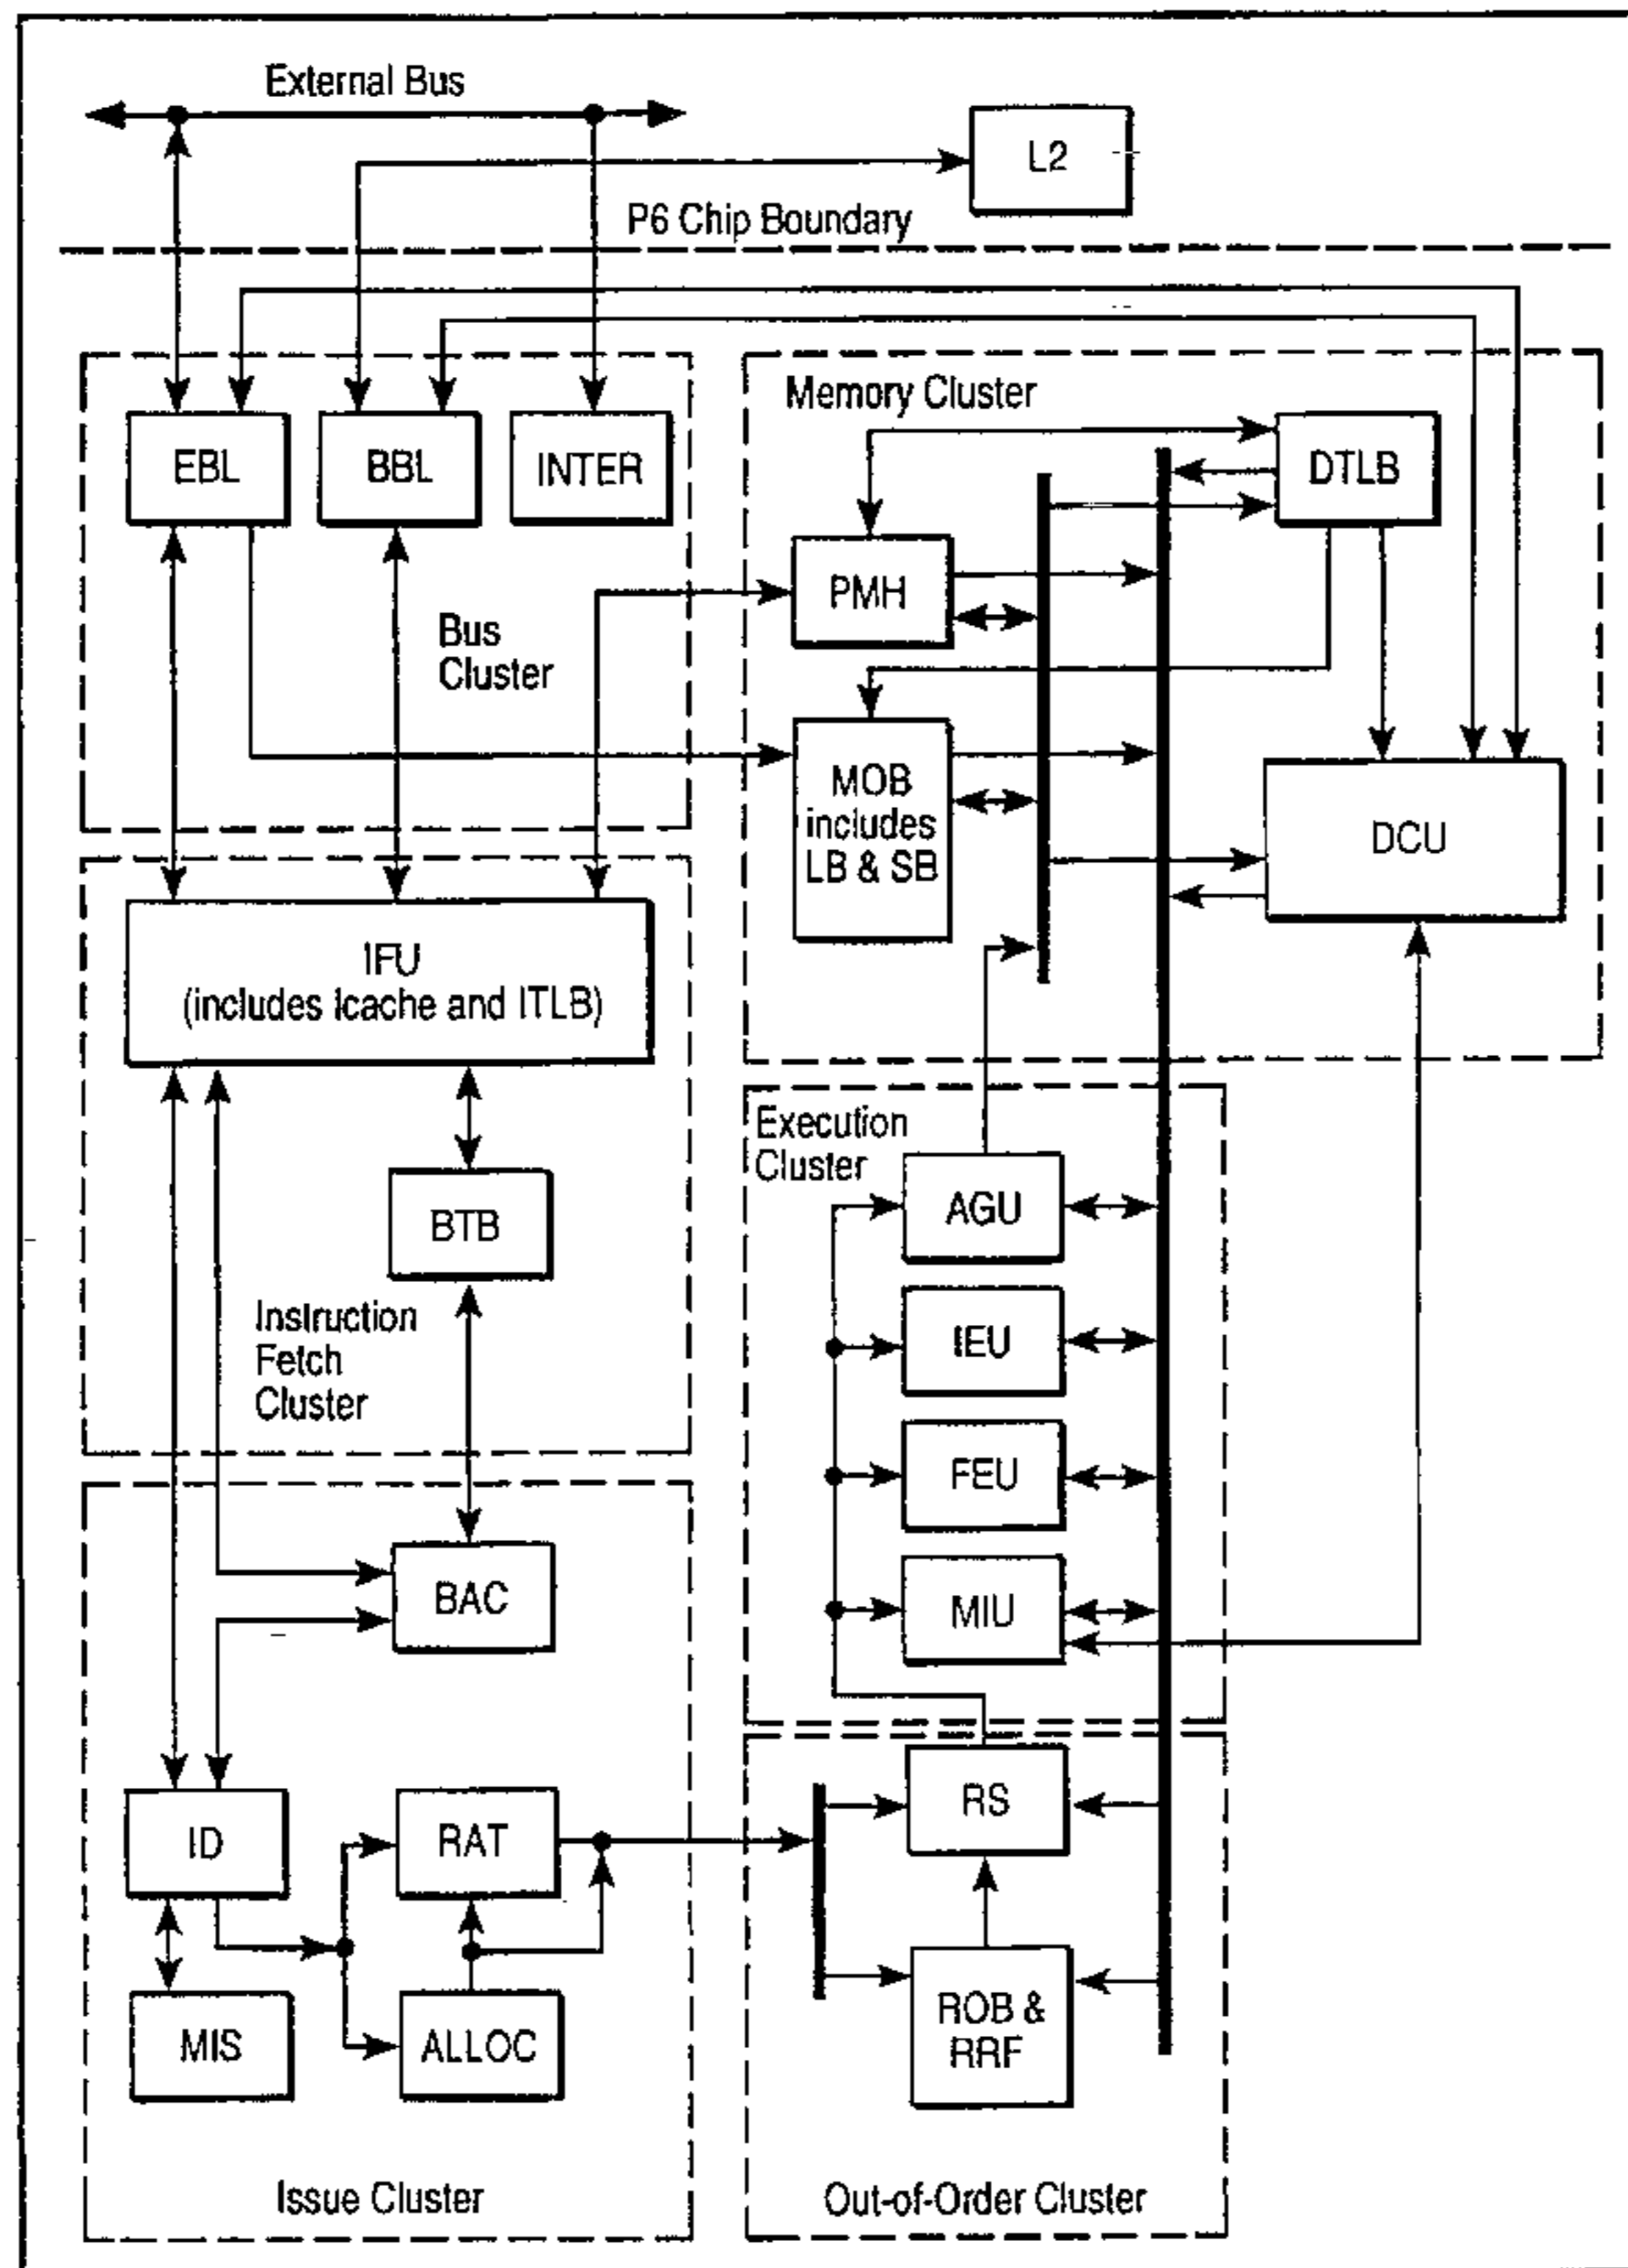 External Bus
L2
P6 Chip Boundary
EBL
BBL
INTER
Bus
Cluster
Memory Cluster
DTLB
PMH
MOB
includes
LB & SB
DCU
IFU
(includes Icache and ITLB)
BTB
Instruction
Fetch
Cluster
Execution
Cluster
AGU
IEU
FEU
MIU
BAC
ID
RAT
MIS
ALLOC
Issue Cluster
RS
ROB &
RRF
Out-of-Order Cluster